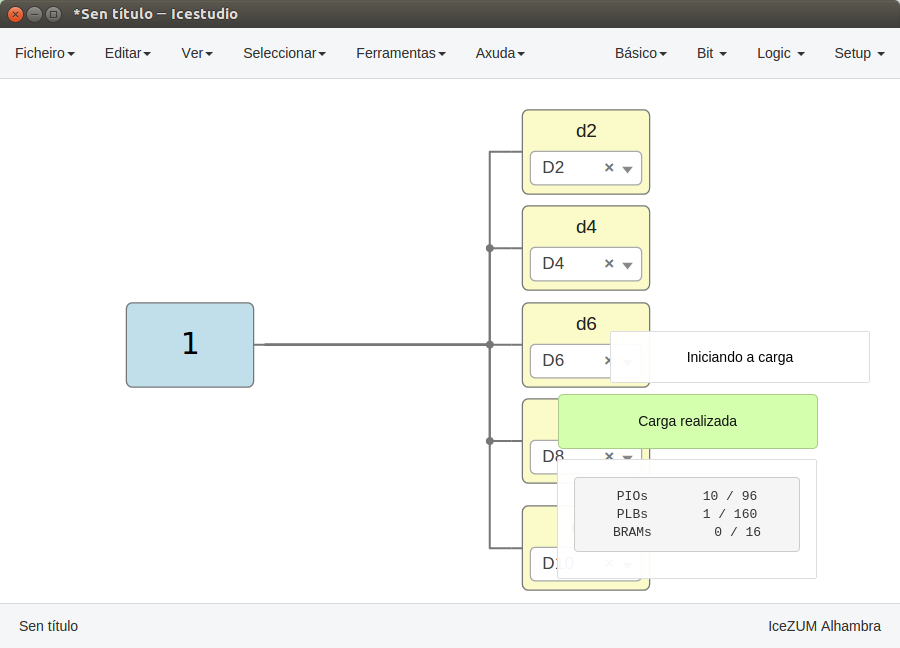 *Sen título — Icestudio
Ficheiro Editar Ver Seleccionar Ferramentas Axuda Básico Bit Logic Setup
d2
D2
d4
D4
1
d6
D6
Iniciando a carga
Carga realizada
D8
PIOs 10 / 96
PLBs 1 / 160
BRAMs 0 / 16
D10
Sen título IceZUM Alhambra